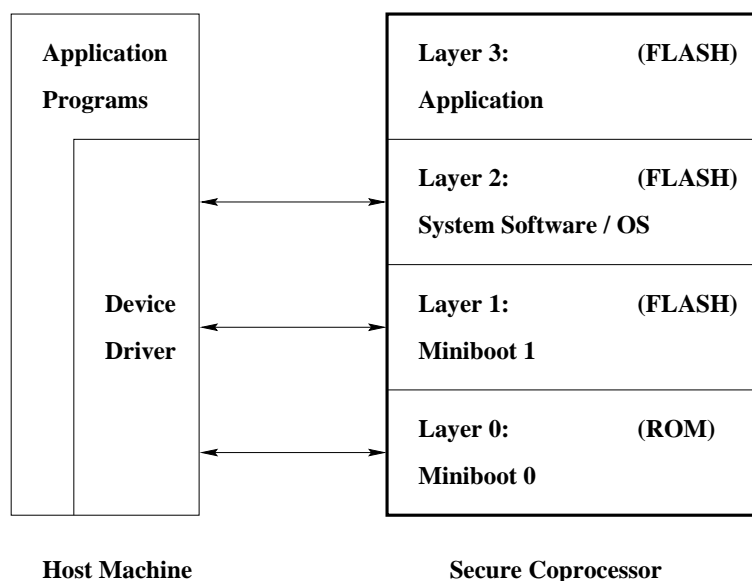 Application
Programs
Device
Driver
Host Machine
Layer 3: (FLASH)
Application
Layer 2: (FLASH)
System Software / OS
Layer 1: (FLASH)
Miniboot 1
Layer 0: (ROM)
Miniboot 0
Secure Coprocessor